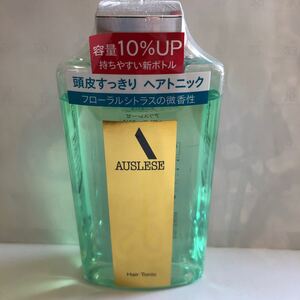 容量10%UP
持ちやすい新ボトル
頭皮すっきり ヘアトニック
フローラルシトラスの微香性
AUSLESE
Hair Tonic